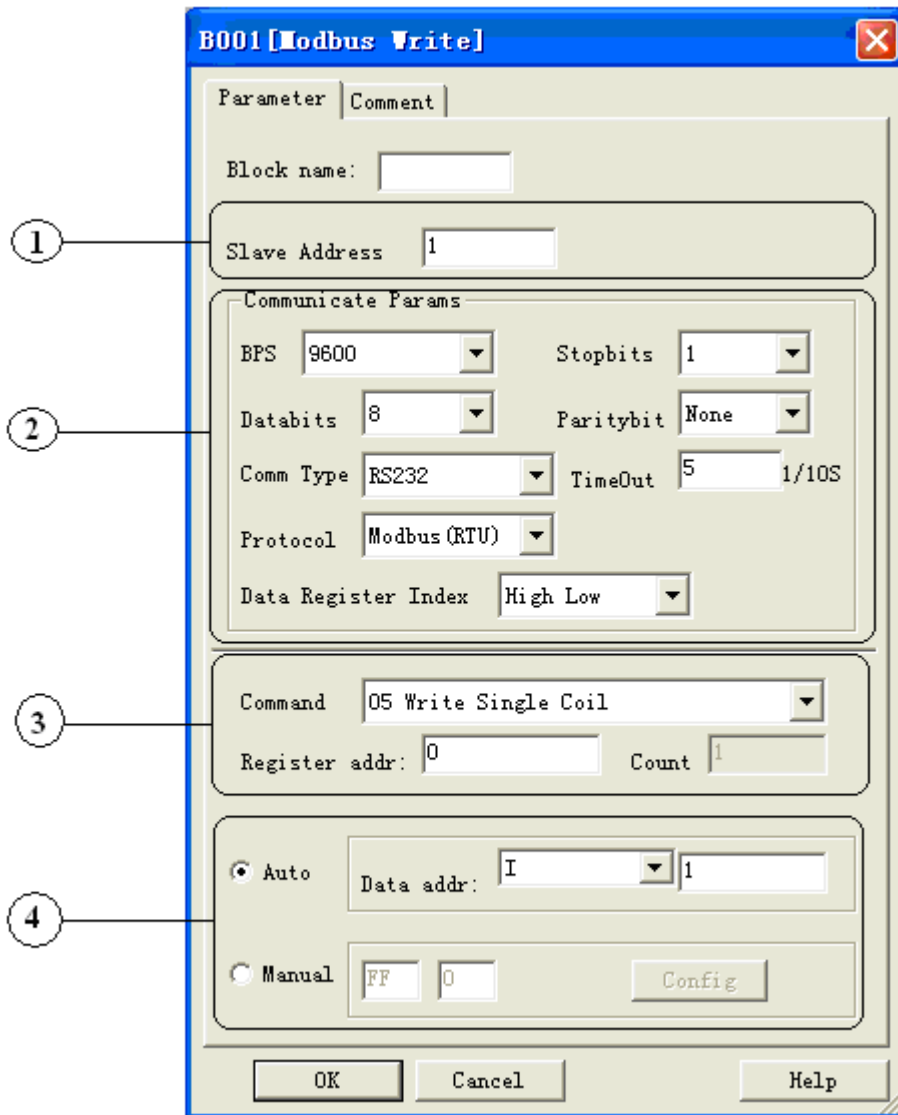 B001[Modbus Write]
Parameter Comment
Block name:
1
Slave Address 1
Communicate Params
BPS 9600 Stopbits 1
2
Databits 8 Paritybit None
Comm Type RS232 TimeOut 5 1/10S
Protocol Modbus(RTU)
Data Register Index High Low
3
Command 05 Write Single Coil
Register addr: 0 Count 1
Auto Data addr: I 1
4
Manual FF 0 Config
OK Cancel Help